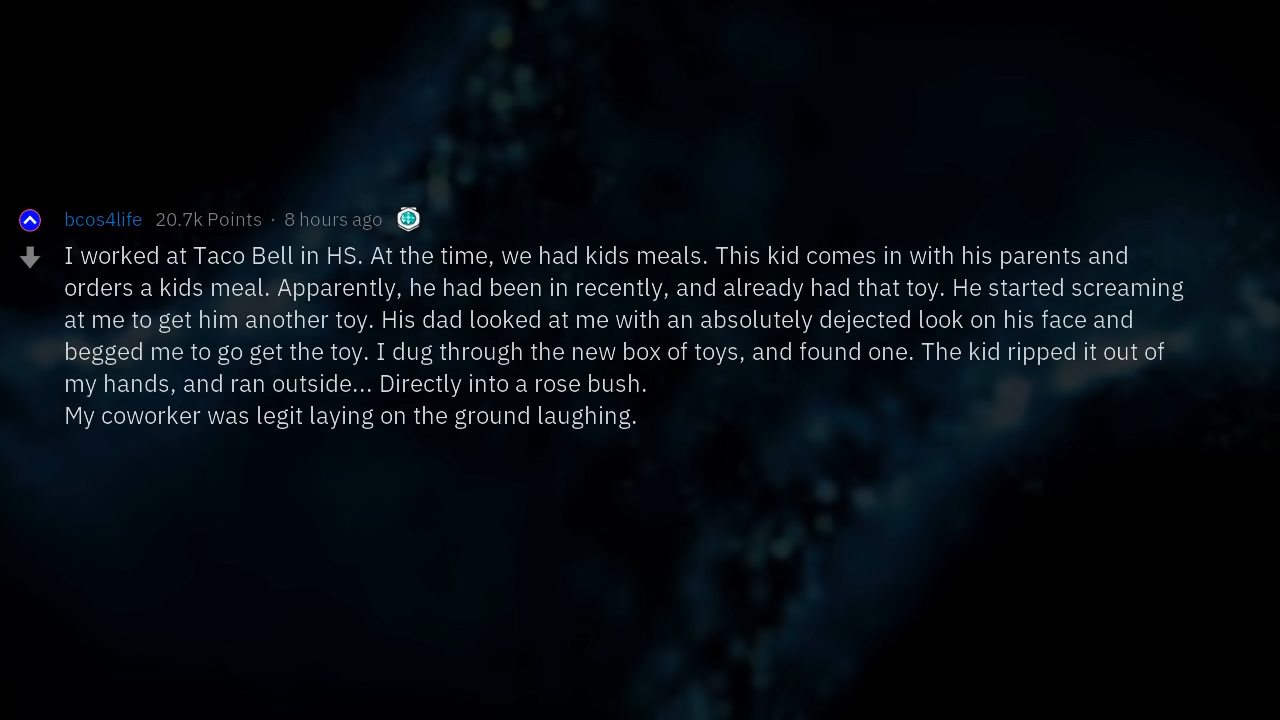 bcos4life 20.7k Points · 8 hours ago
I worked at Taco Bell in HS. At the time, we had kids meals. This kid comes in with his parents and
orders a kids meal. Apparently, he had been in recently, and already had that toy. He started screaming
at me to get him another toy. His dad looked at me with an absolutely dejected look on his face and
begged me to go get the toy. I dug through the new box of toys, and found one. The kid ripped it out of
my hands, and ran outside... Directly into a rose bush.
My coworker was legit laying on the ground laughing.